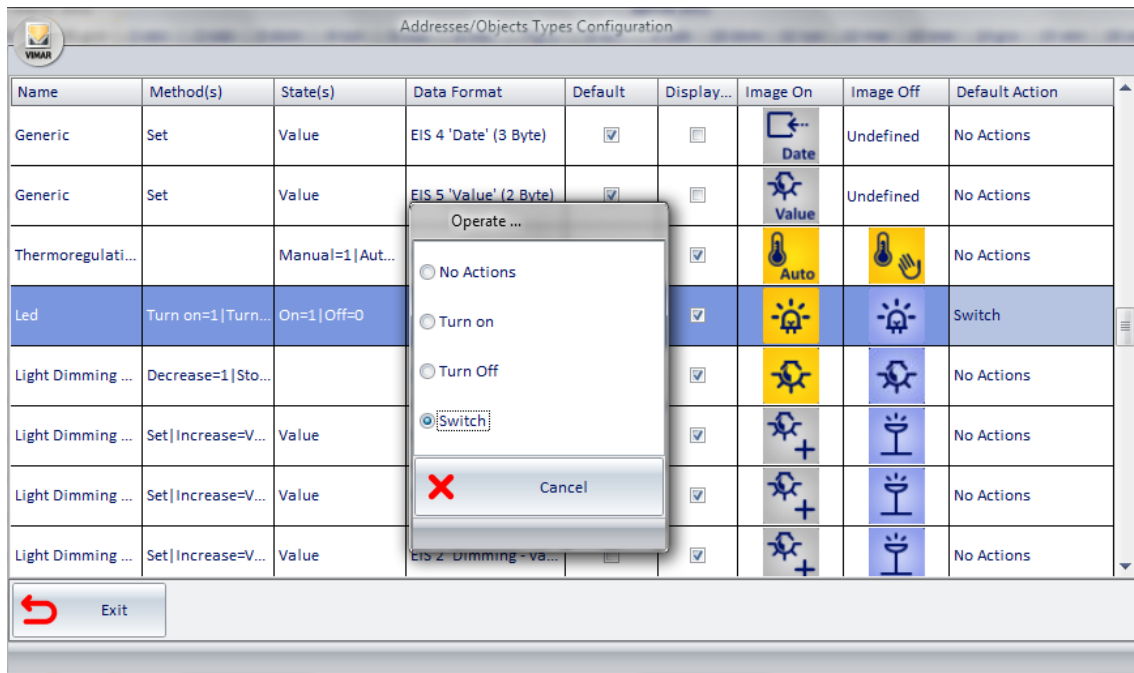 Addresses/Objects Types Configuration
VIMAR
Name Method(s) State(s) Data Format Default Display... Image On Image Off Default Action
Generic Set Value EIS 4 'Date' (3 Byte) Date Undefined No Actions
Generic Set Value EIS 5 'Value' (2 Byte) Value Undefined No Actions
Thermoregulati... Manual=1|Aut... Auto No Actions
Led Turn on=1|Turn... On=1|Off=0 Switch
Light Dimming ... Decrease=1|Sto... No Actions
Light Dimming ... Set|Increase=V... Value No Actions
Light Dimming ... Set|Increase=V... Value No Actions
Light Dimming ... Set|Increase=V... Value EIS 2 'Dimming - va... No Actions
Operate ...
No Actions
Turn on
Turn Off
Switch
Cancel
Exit